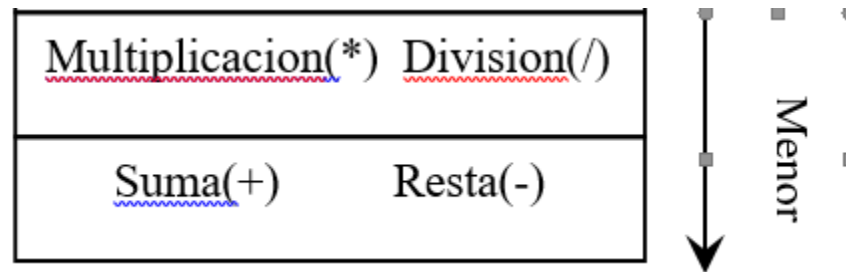 Multiplicacion(*) Division(/)
Suma(+) Resta(-)
Menor